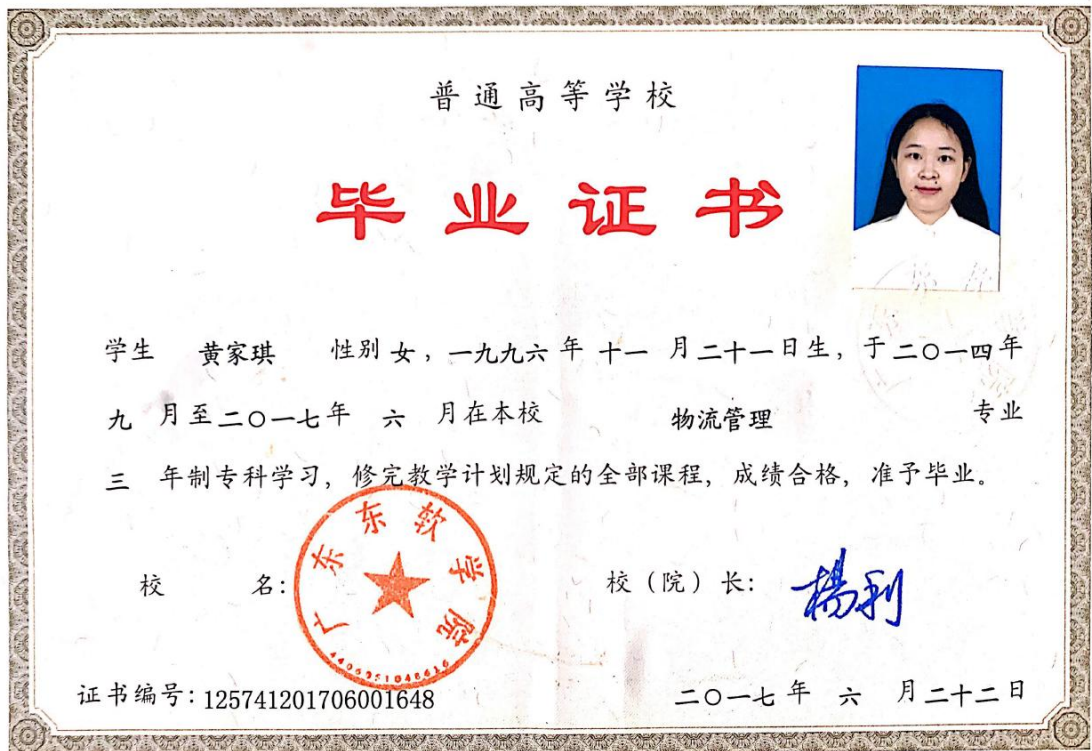 普通高等学校
毕业证书
学生 黄家琪 性别 女，一九九六 年 十一 月二十一日生，于二〇一四年
九 月至二〇一七年 六 月在本校 物流管理 专业
三 年制专科学习，修完教学计划规定的全部课程，成绩合格，准予毕业。
校 名：
广东东软学院
校（院）长：
楊利
证书编号：125741201706001648
二〇一七 年 六 月二十二日